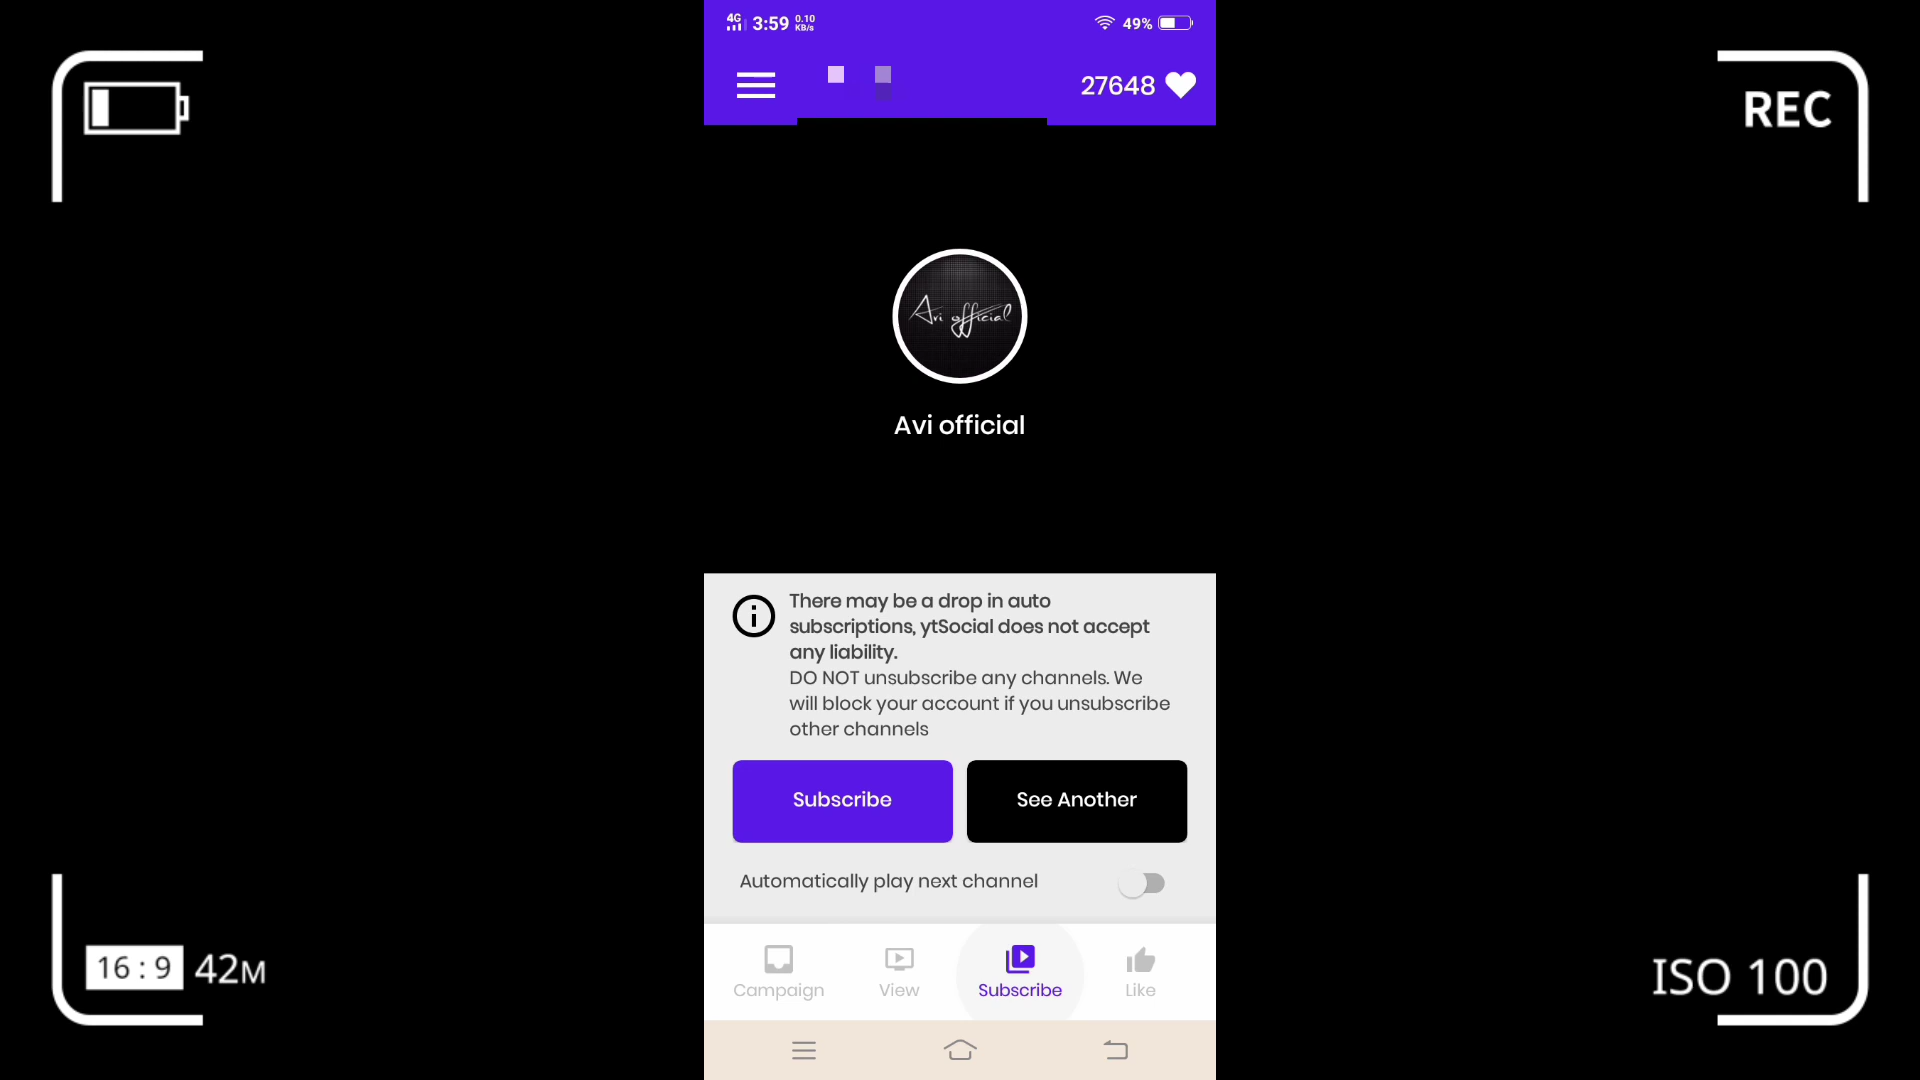 4G 3:59 0.10 KB/s 49%
27648
REC
Avi official
Avi official
There may be a drop in auto
subscriptions, ytSocial does not accept
any liability.
DO NOT unsubscribe any channels. We
will block your account if you unsubscribe
other channels
Subscribe See Another
Automatically play next channel
16 : 9 42M
Campaign View Subscribe Like
ISO 100